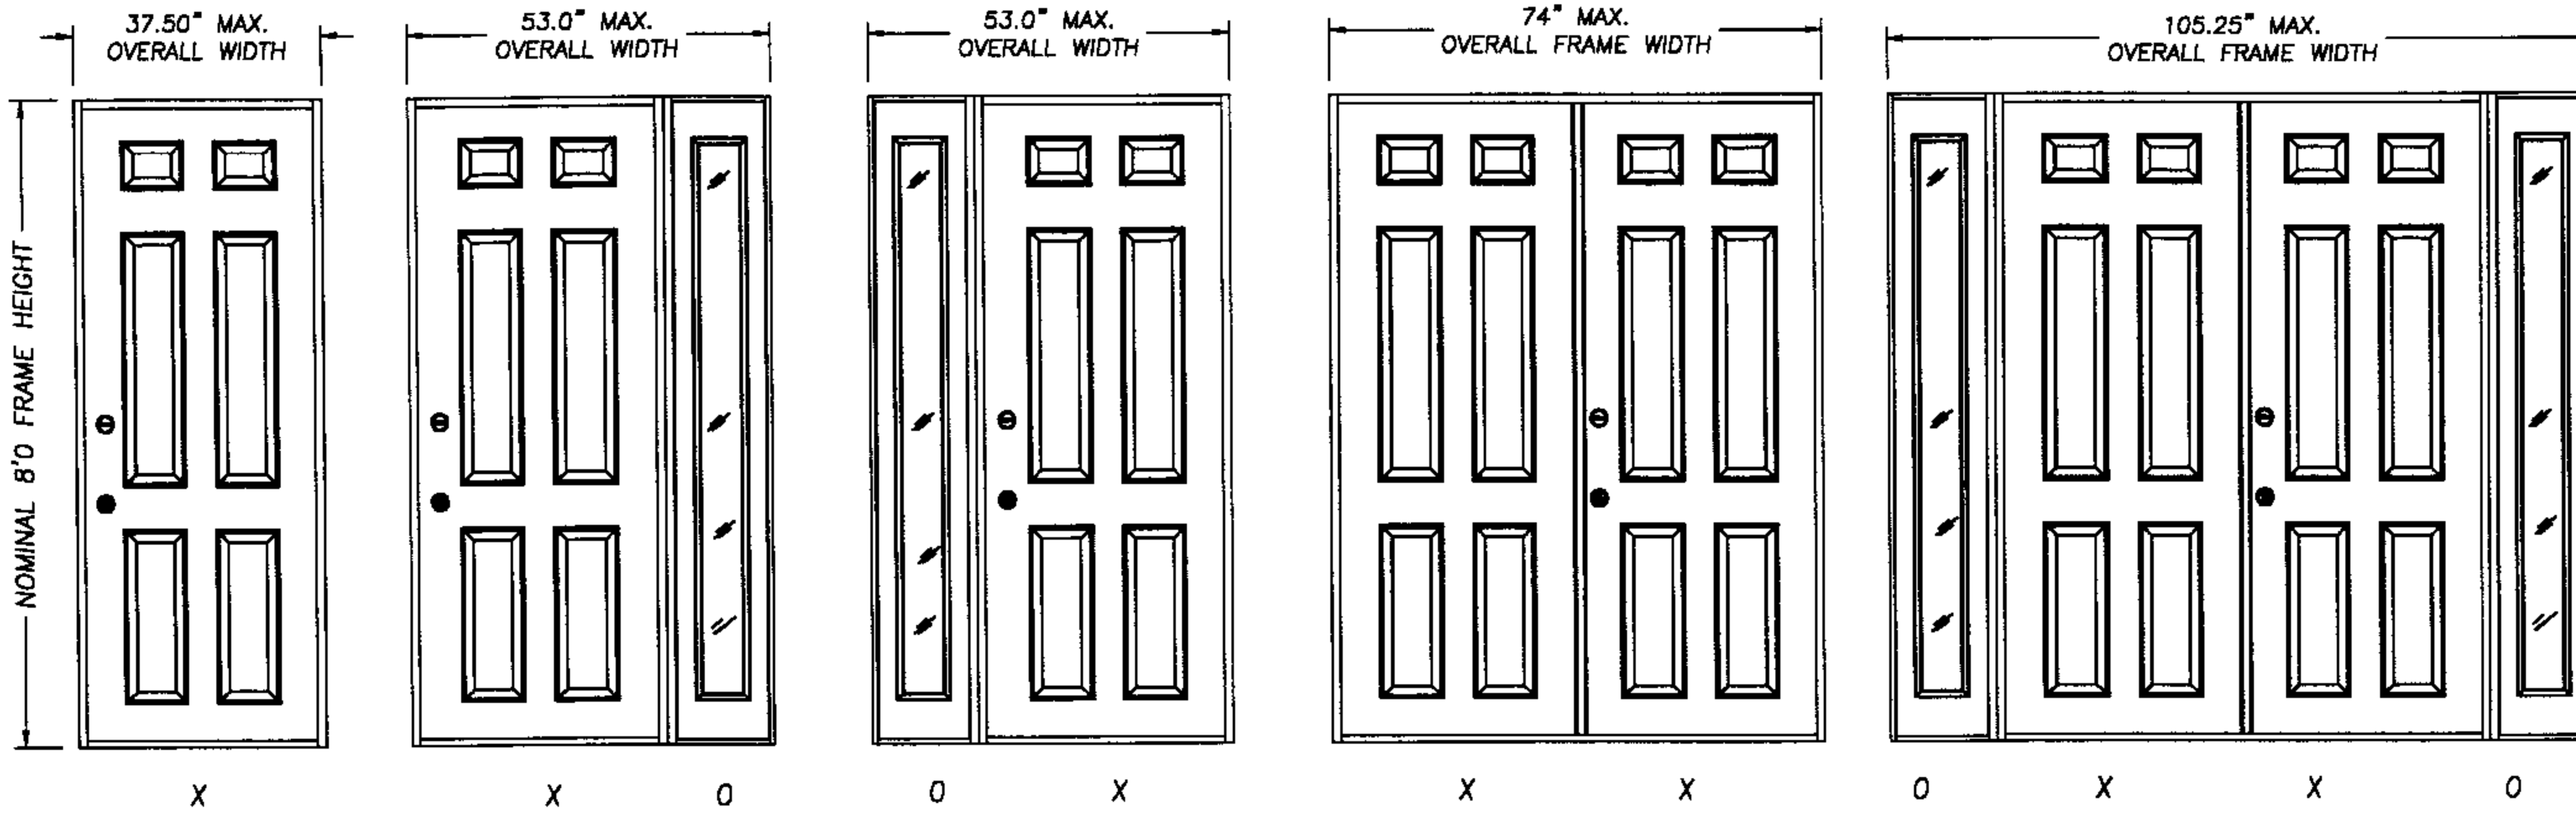 37.50" MAX.
OVERALL WIDTH
53.0" MAX.
OVERALL WIDTH
53.0" MAX.
OVERALL WIDTH
74" MAX.
OVERALL FRAME WIDTH
105.25" MAX.
OVERALL FRAME WIDTH
NOMINAL 8'0 FRAME HEIGHT
X
X O
O X
X X
O X X O